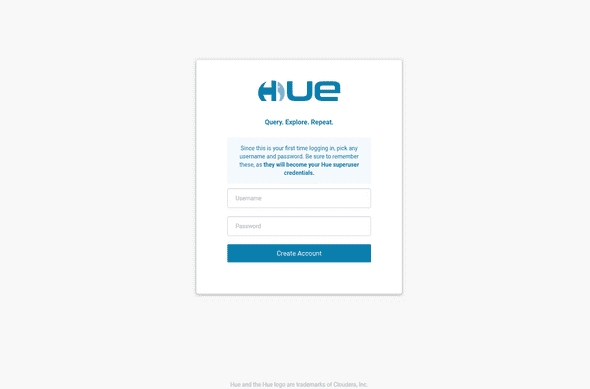 HUE
Query. Explore. Repeat.
Since this is your first time logging in, pick any
username and password. Be sure to remember
these, as they will become your Hue superuser
credentials.
Username
Password
Create Account
Hue and the Hue logo are trademarks of Cloudera, Inc.